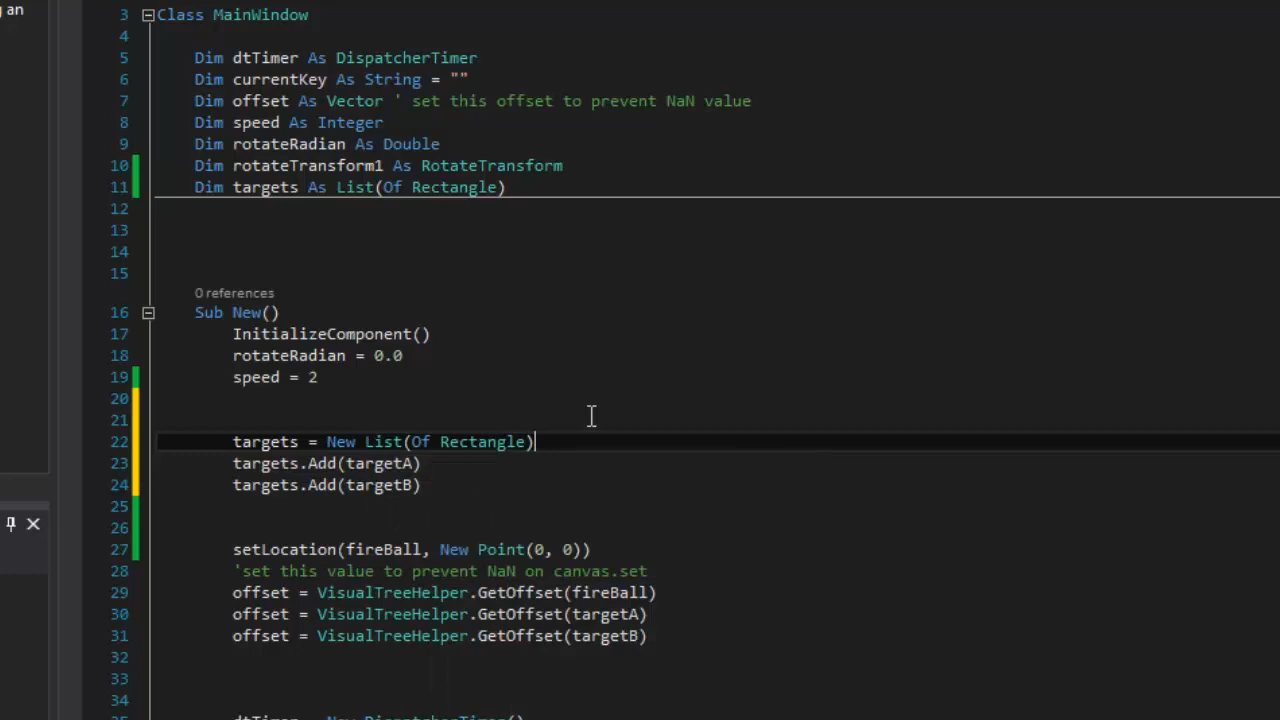 ng an
3 Class MainWindow
4
5 Dim dtTimer As DispatcherTimer
6 Dim currentKey As String = ""
7 Dim offset As Vector ' set this offset to prevent NaN value
8 Dim speed As Integer
9 Dim rotateRadian As Double
10 Dim rotateTransform1 As RotateTransform
11 Dim targets As List(Of Rectangle)
12
13
14
15
0 references
16 Sub New()
17 InitializeComponent()
18 rotateRadian = 0.0
19 speed = 2
20
21
22 targets = New List(Of Rectangle)
23 targets.Add(targetA)
24 targets.Add(targetB)
25
26
27 setLocation(fireBall, New Point(0, 0))
28 'set this value to prevent NaN on canvas.set
29 offset = VisualTreeHelper.GetOffset(fireBall)
30 offset = VisualTreeHelper.GetOffset(targetA)
31 offset = VisualTreeHelper.GetOffset(targetB)
32
33
34
35 dtTimer = New DispatcherTimer()